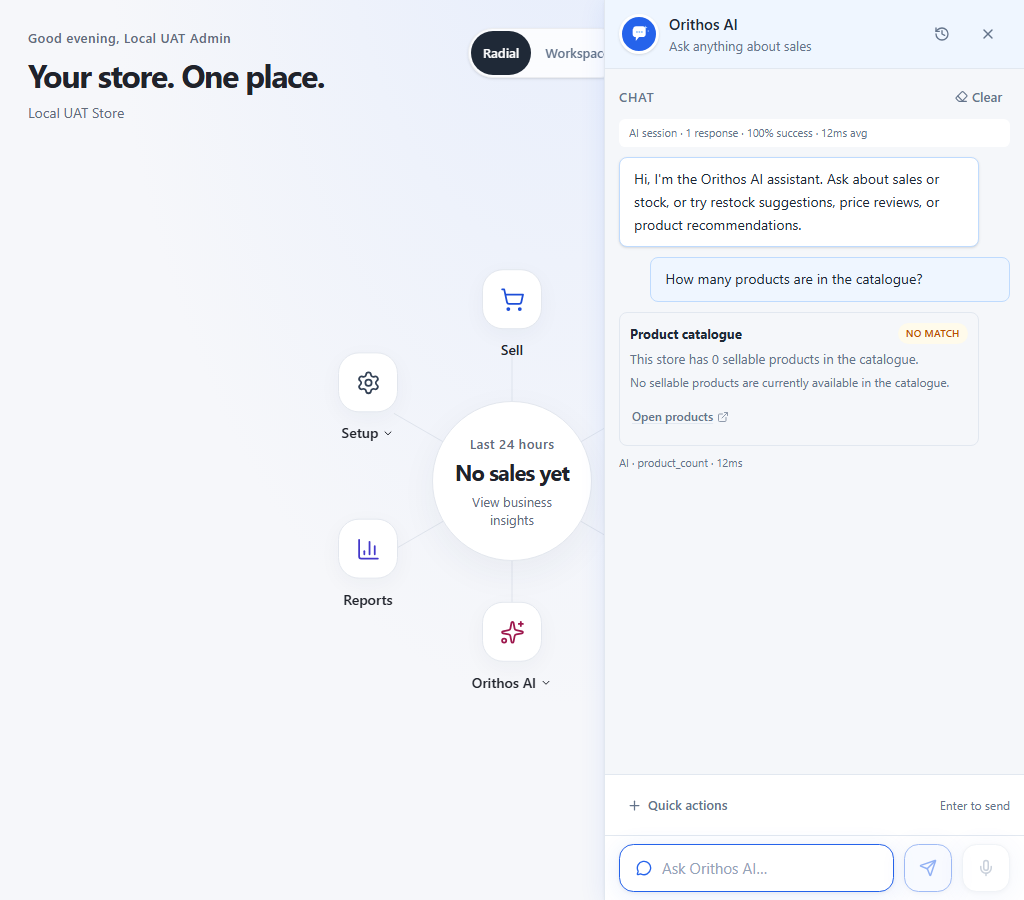 Good evening, Local UAT Admin
Your store. One place.
Local UAT Store
Radial
Sell
Setup
Last 24 hours
No sales yet
View business
insights
Reports
Orithos AI
Orithos AI
Ask anything about sales
CHAT
Clear
AI session · 1 response · 100% success · 12ms avg
Hi, I'm the Orithos AI assistant. Ask about sales or
stock, or try restock suggestions, price reviews, or
product recommendations.
How many products are in the catalogue?
Product catalogue
NO MATCH
This store has 0 sellable products in the catalogue.
No sellable products are currently available in the catalogue.
Open products
AI · product_count · 12ms
+ Quick actions
Enter to send
Ask Orithos AI...